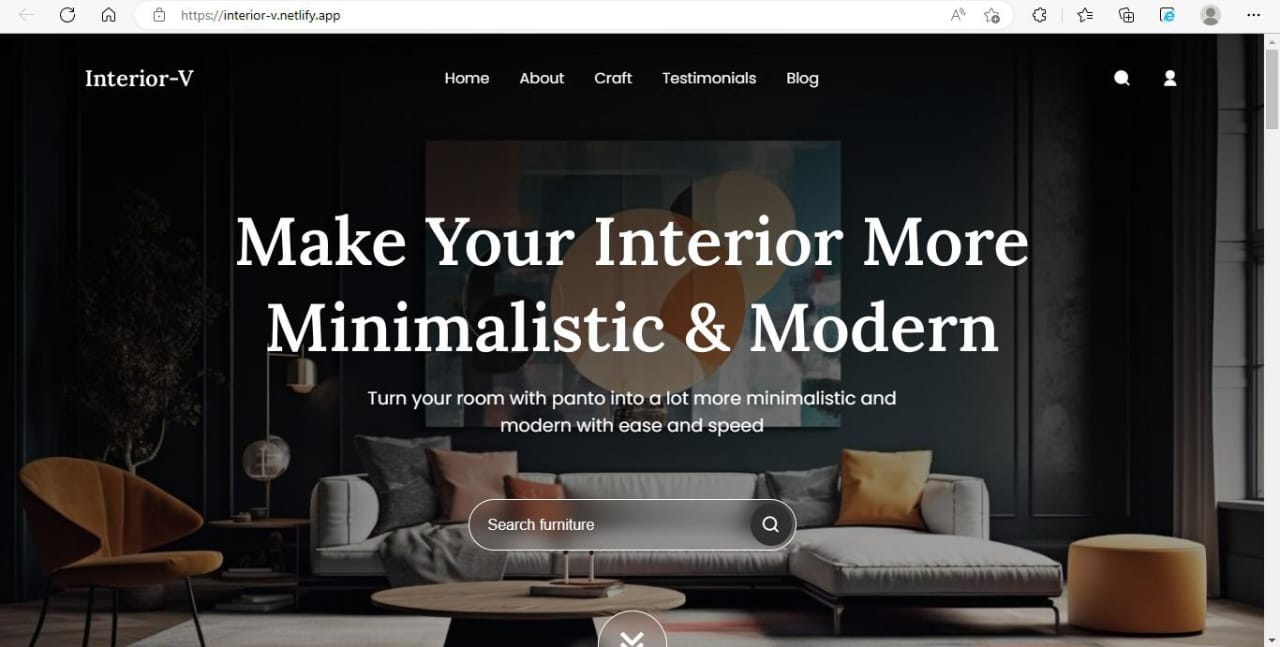 https://interior-v.netlify.app
Interior-V
Home About Craft Testimonials Blog
Make Your Interior More
Minimalistic & Modern
Turn your room with panto into a lot more minimalistic and
modern with ease and speed
Search furniture